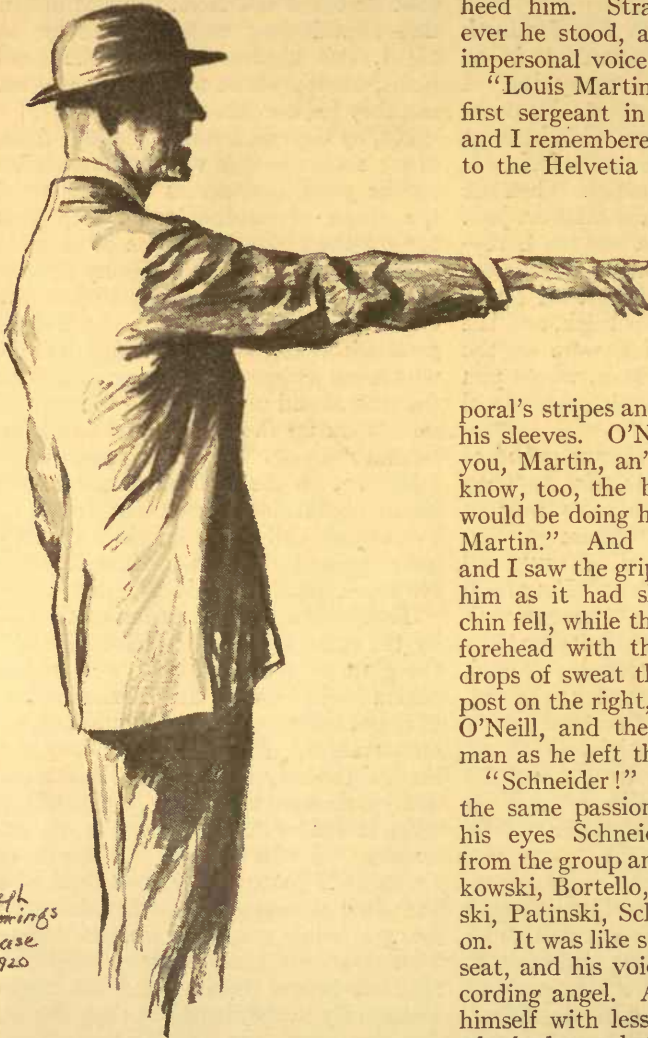 heed him. Stra
ever he stood, a
impersonal voice
"Louis Martin
first sergeant in
and I remembere
to the Helvetia
poral's stripes an
his sleeves. O'N
you, Martin, an'
know, too, the b
would be doing h
Martin." And
and I saw the grip
him as it had s
chin fell, while th
forehead with th
drops of sweat th
post on the right,
O'Neill, and the
man as he left th
"Schneider!"
the same passion
his eyes Schneid
from the group an
kowski, Bortello,
ski, Patinski, Sch
on. It was like s
seat, and his voic
cording angel. A
himself with less
ph
mings
ase
920